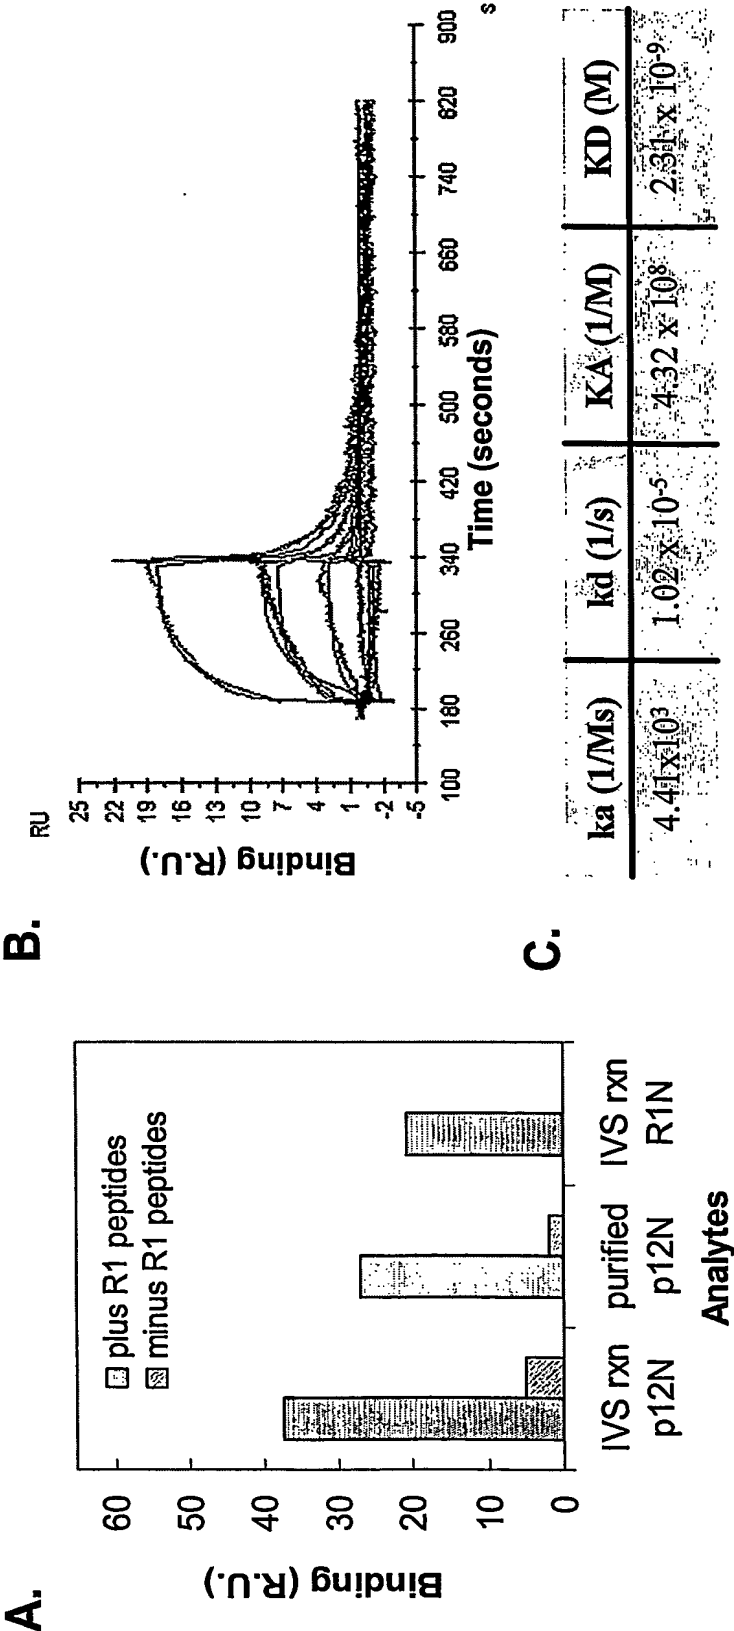 A.
Binding (R.U.)
60
50
40
30
20
10
0
plus R1 peptides
minus R1 peptides
IVS rxn p12N
purified p12N
IVS rxn R1N
Analytes
B.
RU
Binding (R.U.)
25
22
19
16
13
10
7
4
1
-2
-5
100
180
260
340
420
500
580
660
740
820
900
s
Time (seconds)
C.
ka (1/Ms) kd (1/s) KA (1/M) KD (M)
4.41x10³ 1.02 x 10⁻⁵ 4.32 x 10⁸ 2.31 x 10⁻⁹